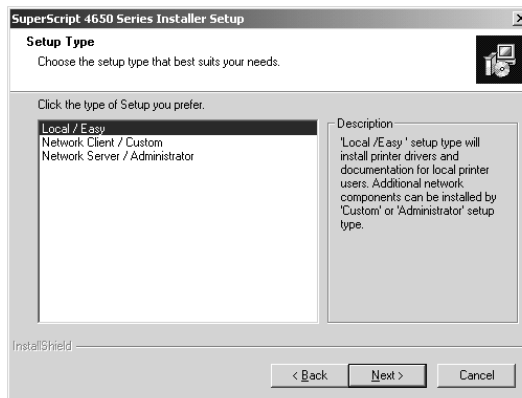 SuperScript 4650 Series Installer Setup
Setup Type
Choose the setup type that best suits your needs.
Click the type of Setup you prefer.
Local / Easy
Network Client / Custom
Network Server / Administrator
Description
'Local /Easy ' setup type will
install printer drivers and
documentation for local printer
users. Additional network
components can be installed by
'Custom' or 'Administrator' setup
type.
InstallShield
< Back
Next >
Cancel